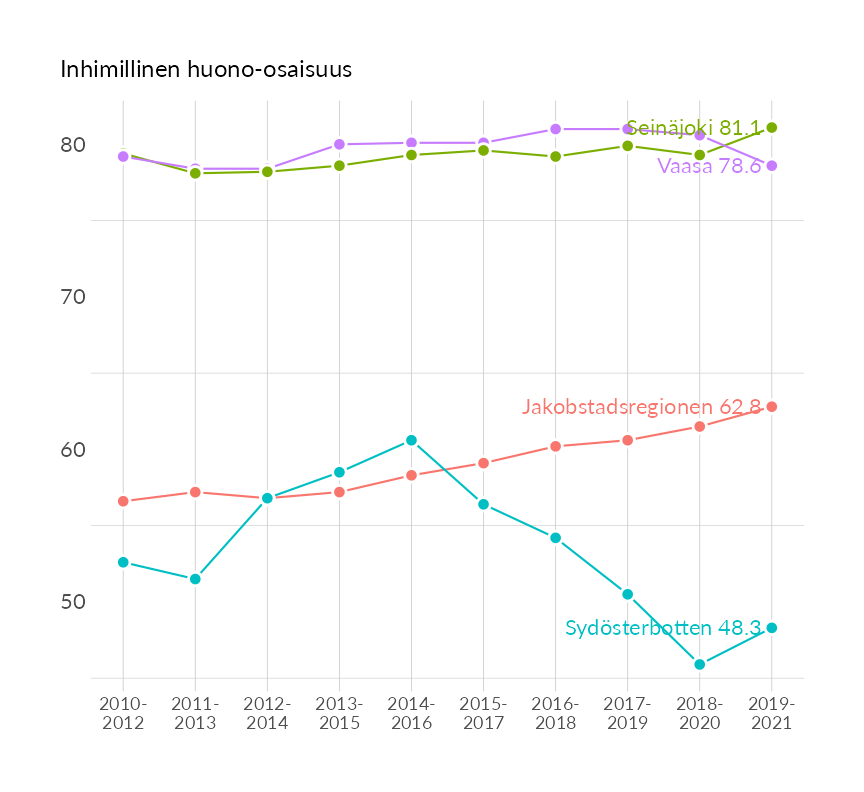 Inhimillinen huono-osaisuus
80
70
60
50
Seinäjoki 81.1
Vaasa 78.6
Jakobstadsregionen 62.8
Sydösterbotten 48.3
2010- 2011- 2012- 2013- 2014- 2015- 2016- 2017- 2018- 2019-
2012 2013 2014 2015 2016 2017 2018 2019 2020 2021